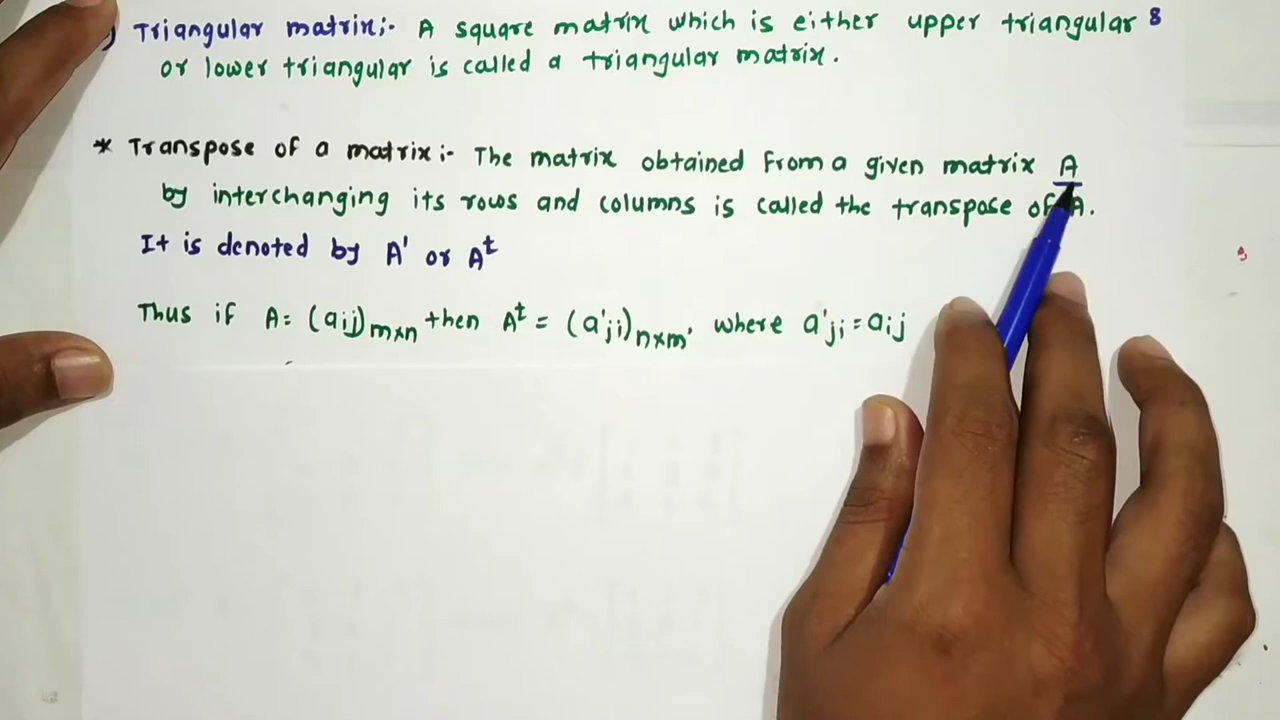 ) Triangular matrix:- A square matrix which is either upper triangular 8
or lower triangular is called a triangular matrix.
* Transpose of a matrix:- The matrix obtained from a given matrix A
by interchanging its rows and columns is called the transpose of A.
It is denoted by A' or Aᵗ
Thus if A = (aij)m×n then Aᵗ = (a'ji)n×m. where a'ji = aij